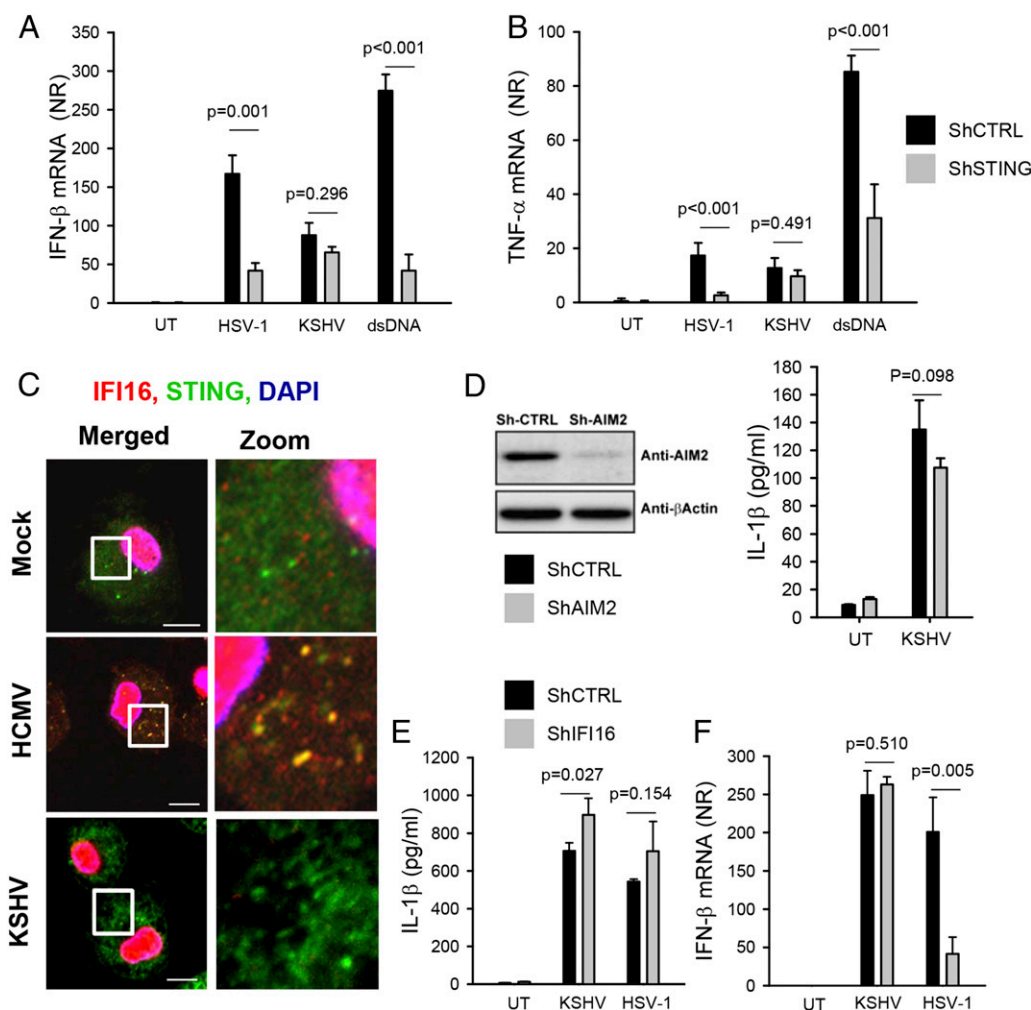 A
IFN-β mRNA (NR)
350
300
250
200
150
100
50
0
p=0.001
p=0.296
p<0.001
UT
HSV-1
KSHV
dsDNA
B
TNF-α mRNA (NR)
100
80
60
40
20
0
p<0.001
p=0.491
p<0.001
UT
HSV-1
KSHV
dsDNA
ShCTRL
ShSTING
C
IFI16, STING, DAPI
Merged
Zoom
Mock
HCMV
KSHV
D
Sh-CTRL
Sh-AIM2
Anti-AIM2
Anti-βActin
ShCTRL
ShAIM2
IL-1β (pg/ml)
180
160
140
120
100
80
60
40
20
0
P=0.098
UT
KSHV
ShCTRL
ShIFI16
E
IL-1β (pg/ml)
1000
800
600
400
200
0
p=0.027
p=0.154
UT
KSHV
HSV-1
F
IFN-β mRNA (NR)
300
250
200
150
100
50
0
p=0.510
p=0.005
UT
KSHV
HSV-1